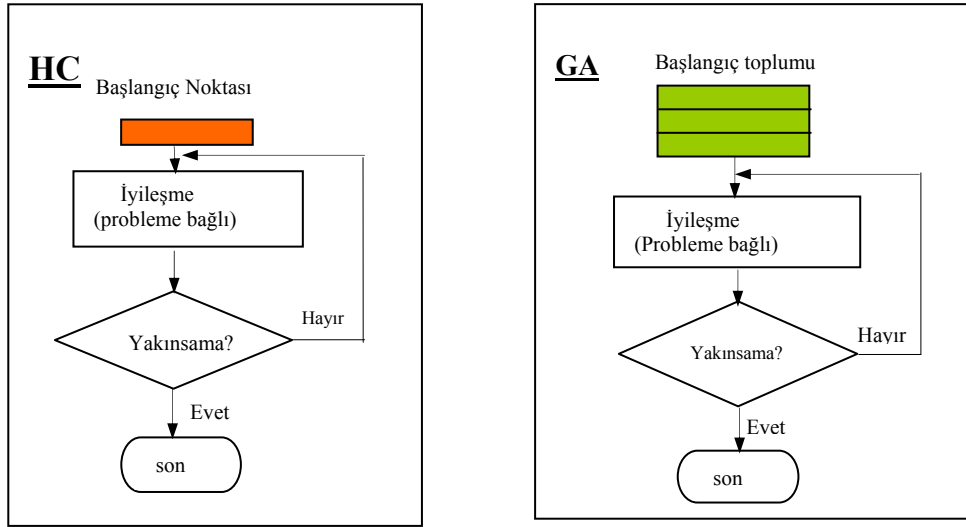 HC
Başlangıç Noktası
İyileşme
(probleme bağlı)
Yakınsama?
Hayır
Evet
son
GA
Başlangıç toplumu
İyileşme
(Probleme bağlı)
Yakınsama?
Hayır
Evet
son